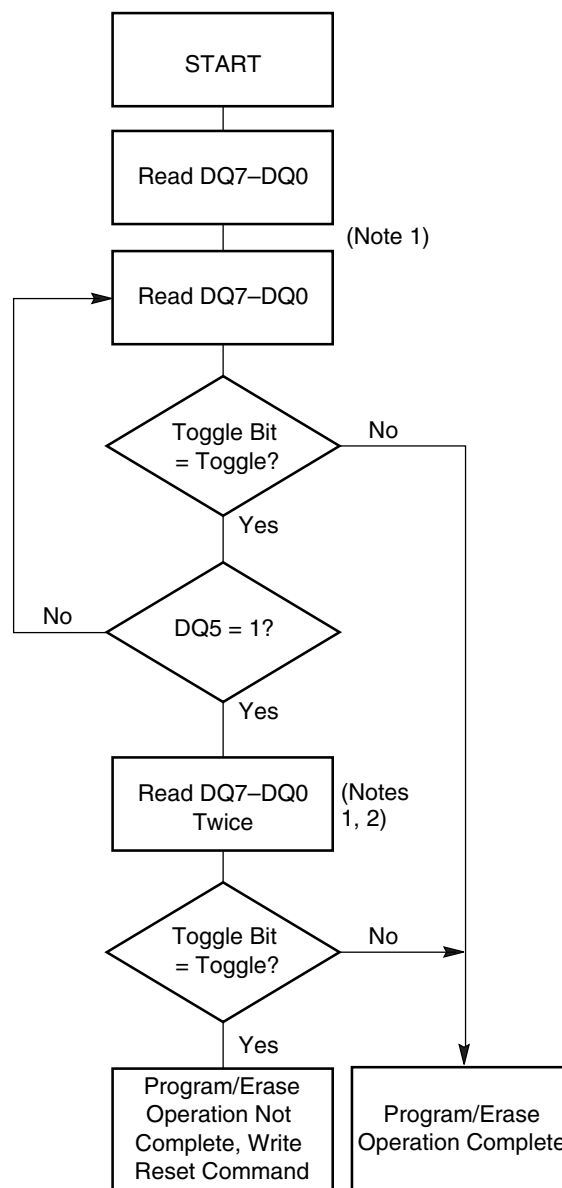 START
Read DQ7–DQ0
(Note 1)
Read DQ7–DQ0
Toggle Bit
= Toggle?
No
Yes
DQ5 = 1?
No
Yes
Read DQ7–DQ0
Twice
(Notes
1, 2)
Toggle Bit
= Toggle?
No
Yes
Program/Erase
Operation Not
Complete, Write
Reset Command
Program/Erase
Operation Complete